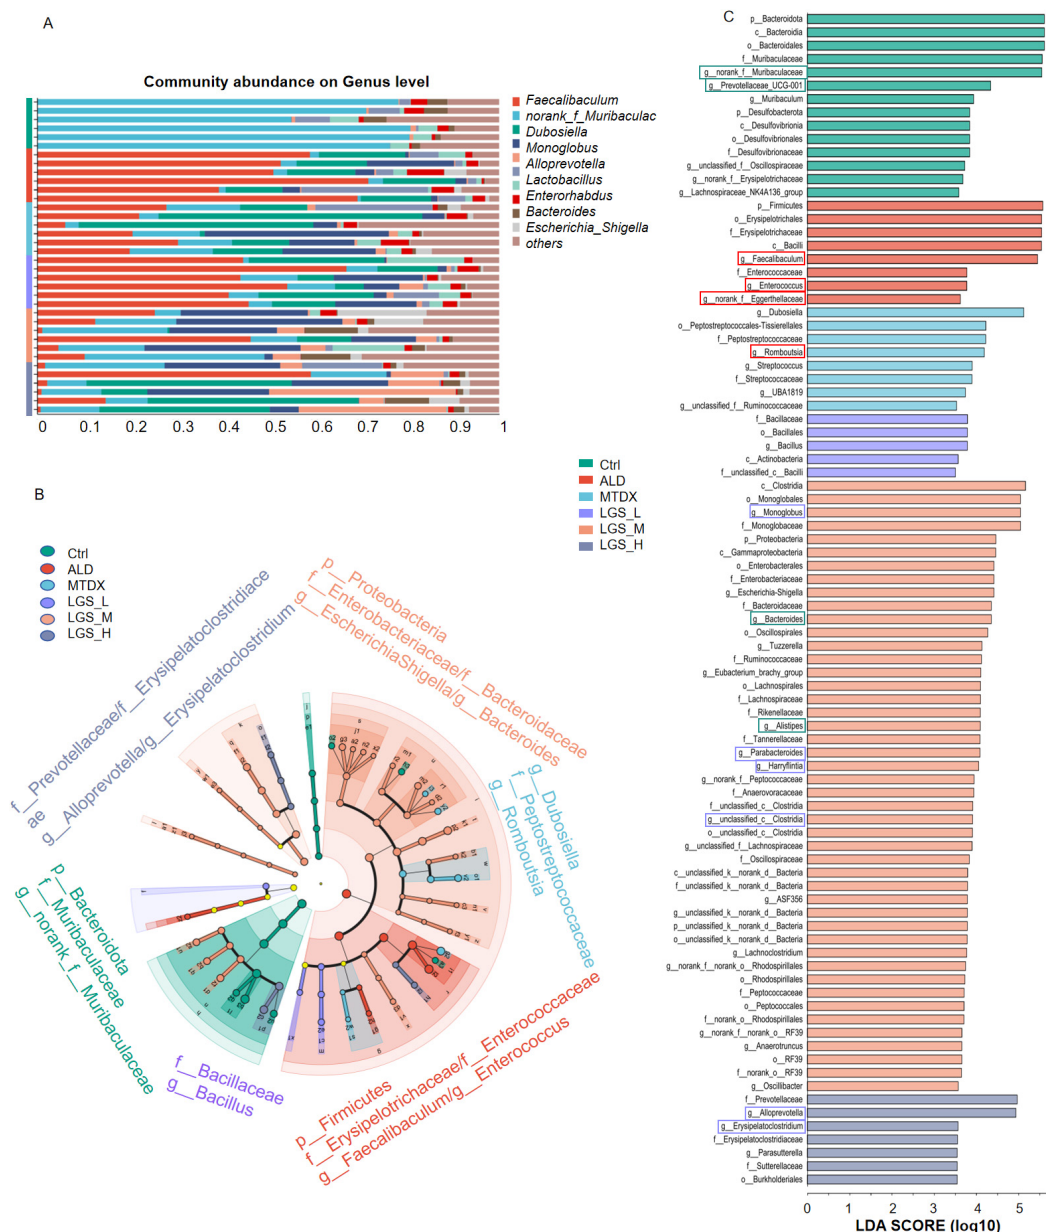 A
Community abundance on Genus level
Faecalibaculum
norank_f_Muribaculac
Dubosiella
Monoglobus
Alloprevotella
Lactobacillus
Enterorhabdus
Bacteroides
Escherichia_Shigella
others
0 0.1 0.2 0.3 0.4 0.5 0.6 0.7 0.8 0.9 1
Ctrl
ALD
MTDX
LGS_L
LGS_M
LGS_H
B
Ctrl
ALD
MTDX
LGS_L
LGS_M
LGS_H
f__Prevotellaceae/f__Erysipelatoclostridiace
ae
g__Alloprevotella/g__Erysipelatoclostridium
p__Proteobacteria
f__Enterobacteriaceae/f__Bacteroidaceae
g__EscherichiaShigella/g__Bacteroides
g__Dubosiella
f__Peptostreptococcaceae
g__Romboutsia
p__Bacteroidota
f__Muribaculaceae
g__norank_f__Muribaculaceae
f__Bacillaceae
g__Bacillus
p__Firmicutes
f__Erysipelotrichaceae/f__Enterococcaceae
g__Faecalibaculum/g__Enterococcus
C
p__Bacteroidota
c__Bacteroidia
o__Bacteroidales
f__Muribaculaceae
g__norank_f__Muribaculaceae
g__Prevotellaceae_UCG-001
g__Muribaculum
p__Desulfobacterota
c__Desulfovibrionia
o__Desulfovibrionales
f__Desulfovibrionaceae
g__unclassified_f__Oscillospiraceae
g__norank_f__Erysipelotrichaceae
g__Lachnospiraceae_NK4A136_group
p__Firmicutes
o__Erysipelotrichales
f__Erysipelotrichaceae
c__Bacilli
g__Faecalibaculum
f__Enterococcaceae
g__Enterococcus
g__norank_f__Eggerthellaceae
g__Dubosiella
o__Peptostreptococcales-Tissierellales
f__Peptostreptococcaceae
g__Romboutsia
g__Streptococcus
f__Streptococcaceae
g__UBA1819
g__unclassified_f__Ruminococcaceae
f__Bacillaceae
o__Bacillales
g__Bacillus
c__Actinobacteria
f__unclassified_c__Bacilli
c__Clostridia
o__Monoglobales
g__Monoglobus
f__Monoglobaceae
p__Proteobacteria
c__Gammaproteobacteria
o__Enterobacterales
f__Enterobacteriaceae
g__Escherichia-Shigella
f__Bacteroidaceae
g__Bacteroides
o__Oscillospirales
g__Tuzzerella
f__Ruminococcaceae
g__Eubacterium_brachy_group
o__Lachnospirales
f__Lachnospiraceae
f__Rikenellaceae
g__Alistipes
f__Tannerellaceae
g__Parabacteroides
g__Harryflintia
g__norank_f__Peptococcaceae
f__Anaerovoracaceae
f__unclassified_c__Clostridia
g__unclassified_c__Clostridia
o__unclassified_c__Clostridia
g__unclassified_f__Lachnospiraceae
f__Oscillospiraceae
c__unclassified_k__norank_d__Bacteria
f__unclassified_k__norank_d__Bacteria
g__ASF356
g__unclassified_k__norank_d__Bacteria
p__unclassified_k__norank_d__Bacteria
o__unclassified_k__norank_d__Bacteria
g__Lachnoclostridium
g__norank_f__norank_o__Rhodospirillales
o__Rhodospirillales
f__Peptococcaceae
o__Peptococcales
f__norank_o__Rhodospirillales
g__norank_f__norank_o__RF39
g__Anaerotruncus
o__RF39
f__norank_o__RF39
g__Oscillibacter
f__Prevotellaceae
g__Alloprevotella
g__Erysipelatoclostridium
f__Erysipelatoclostridiaceae
g__Parasutterella
f__Sutterellaceae
o__Burkholderiales
0 1 2 3 4 5
LDA SCORE (log10)